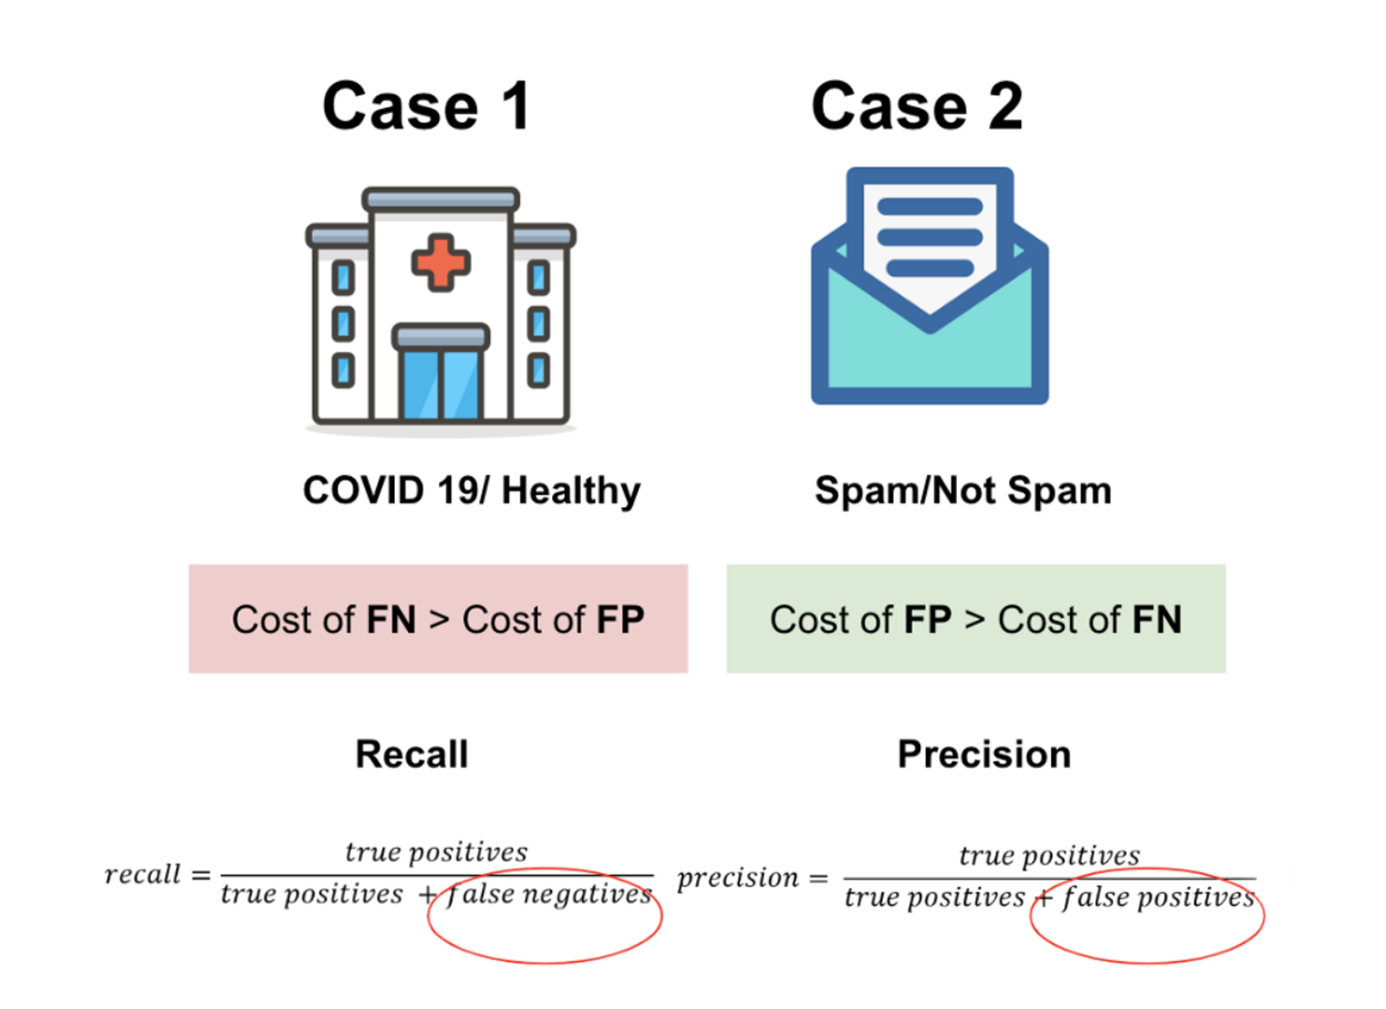 Case 1
Case 2
COVID 19/ Healthy
Spam/Not Spam
Cost of FN > Cost of FP
Cost of FP > Cost of FN
Recall
Precision
recall = true positives / true positives + false negatives
precision = true positives / true positives + false positives